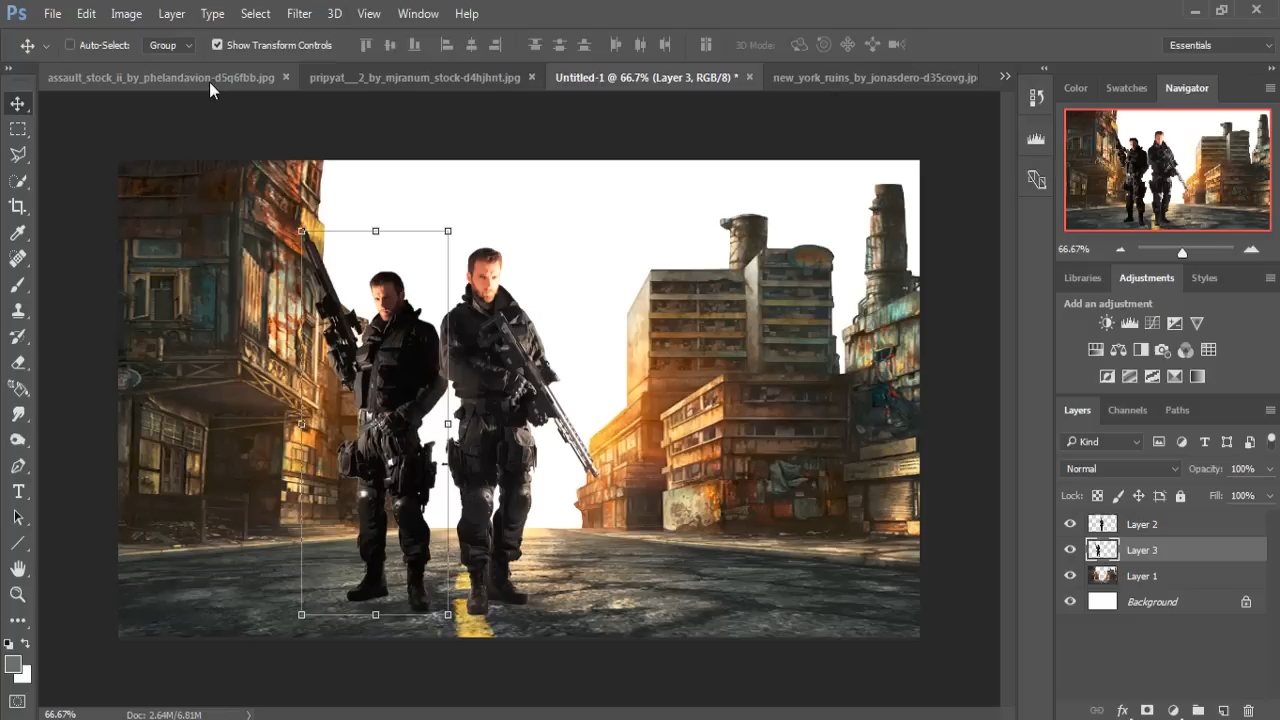 Ps File Edit Image Layer Type Select Filter 3D View Window Help
Auto-Select: Group Show Transform Controls 3D Mode: Essentials
assault_stock_ii_by_phelandavion-d5q6fbb.jpg × pripyat__2_by_mjranum_stock-d4hjhnt.jpg × Untitled-1 @ 66.7% (Layer 3, RGB/8) * × new_york_ruins_by_jonasdero-d35covg.jp
Color Swatches Navigator
66.67%
Libraries Adjustments Styles
Add an adjustment
Layers Channels Paths
Kind
Normal Opacity: 100%
Lock: Fill: 100%
Layer 2
Layer 3
Layer 1
Background
66.67% Doc: 2.64M/6.81M